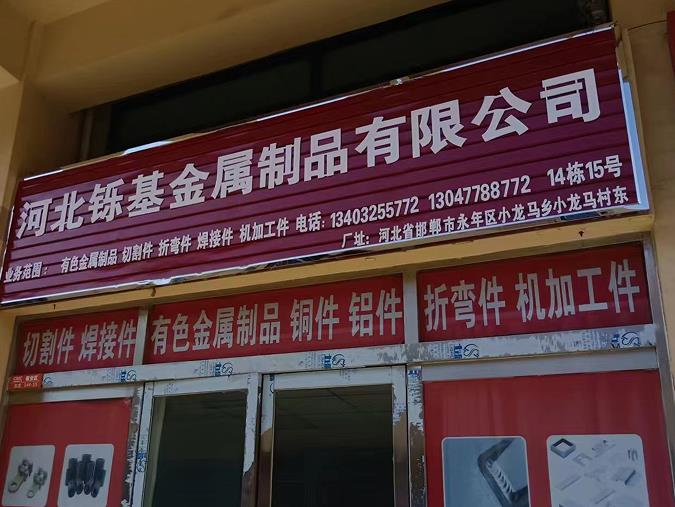 河北铄基金属制品有限公司
业务范围： 有色金属制品 切割件 折弯件 焊接件 机加工件 电话: 13403255772 13047788772 14栋15号
厂址: 河北省邯郸市永年区小龙马乡小龙马村东
切割件 焊接件 有色金属制品 铜件 铝件 折弯件 机加工件